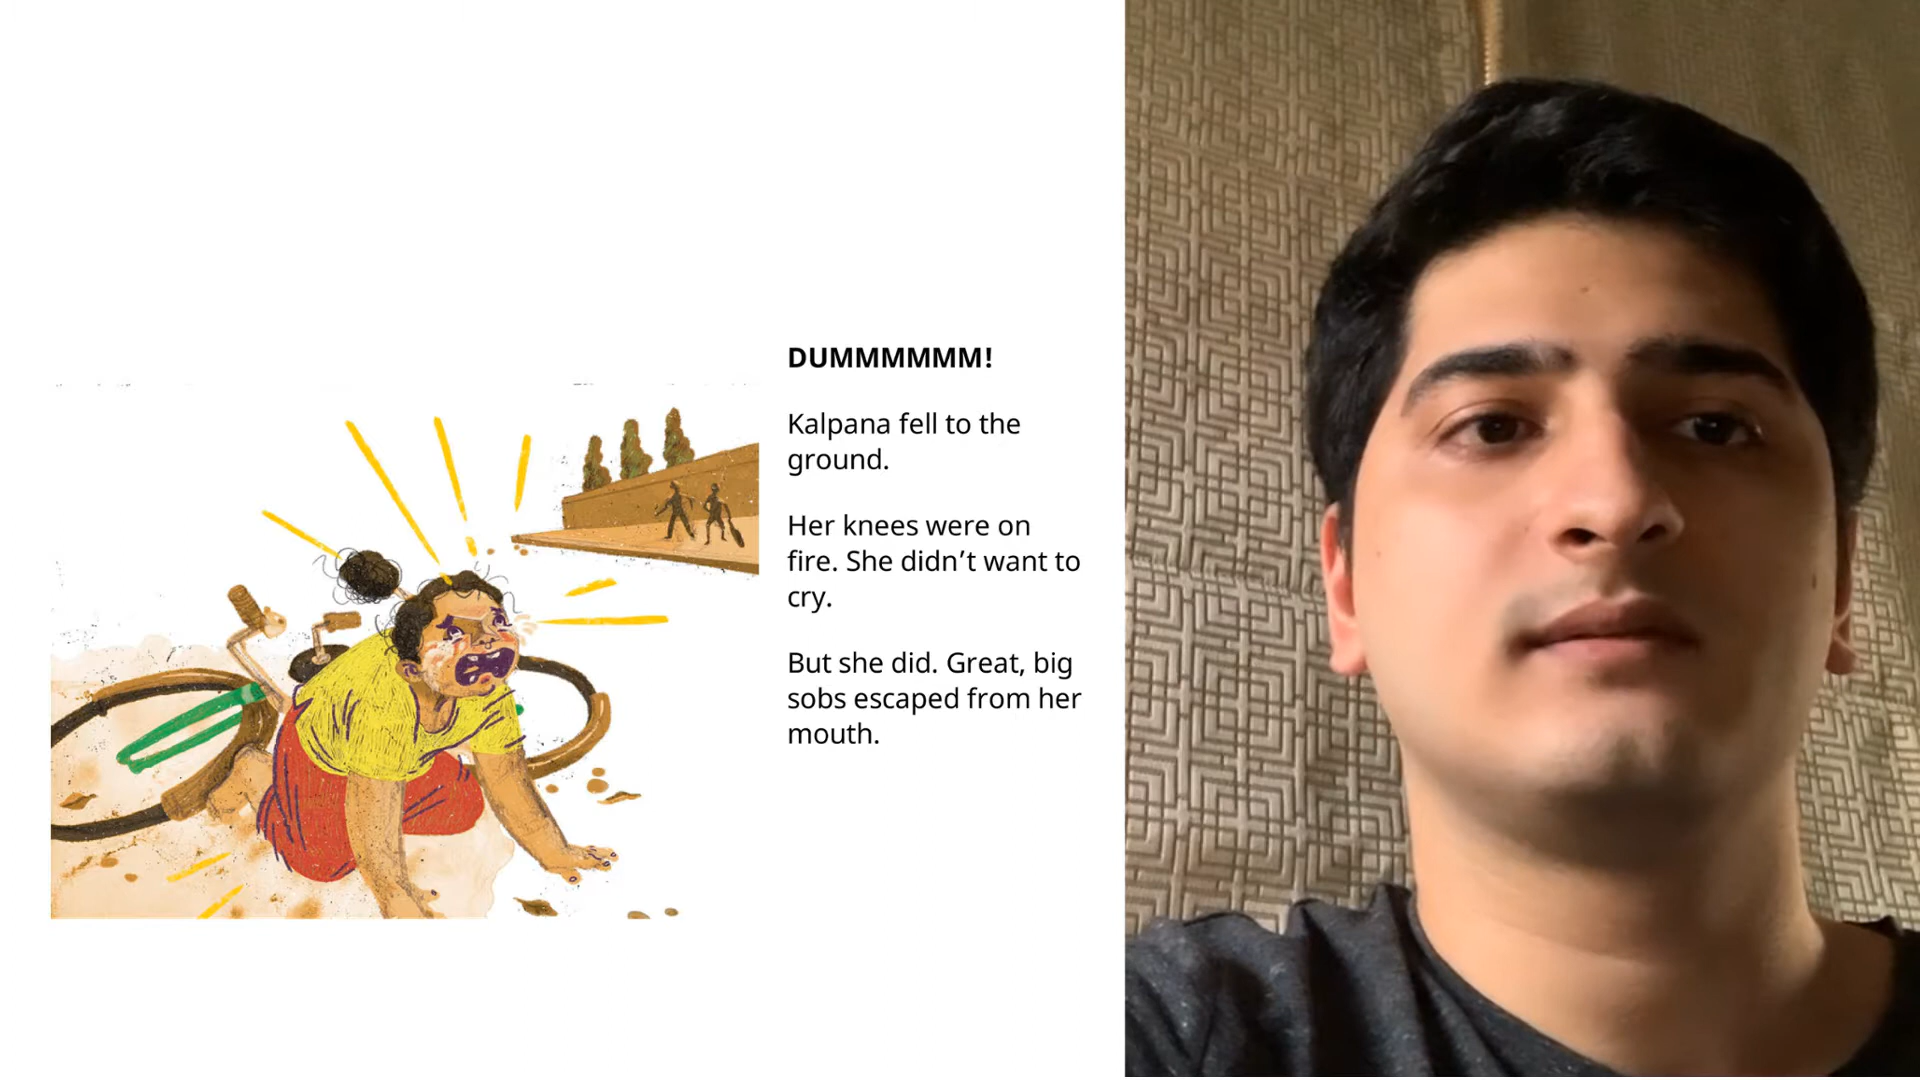 DUMMMMMM!
Kalpana fell to the
ground.
Her knees were on
fire. She didn’t want to
cry.
But she did. Great, big
sobs escaped from her
mouth.